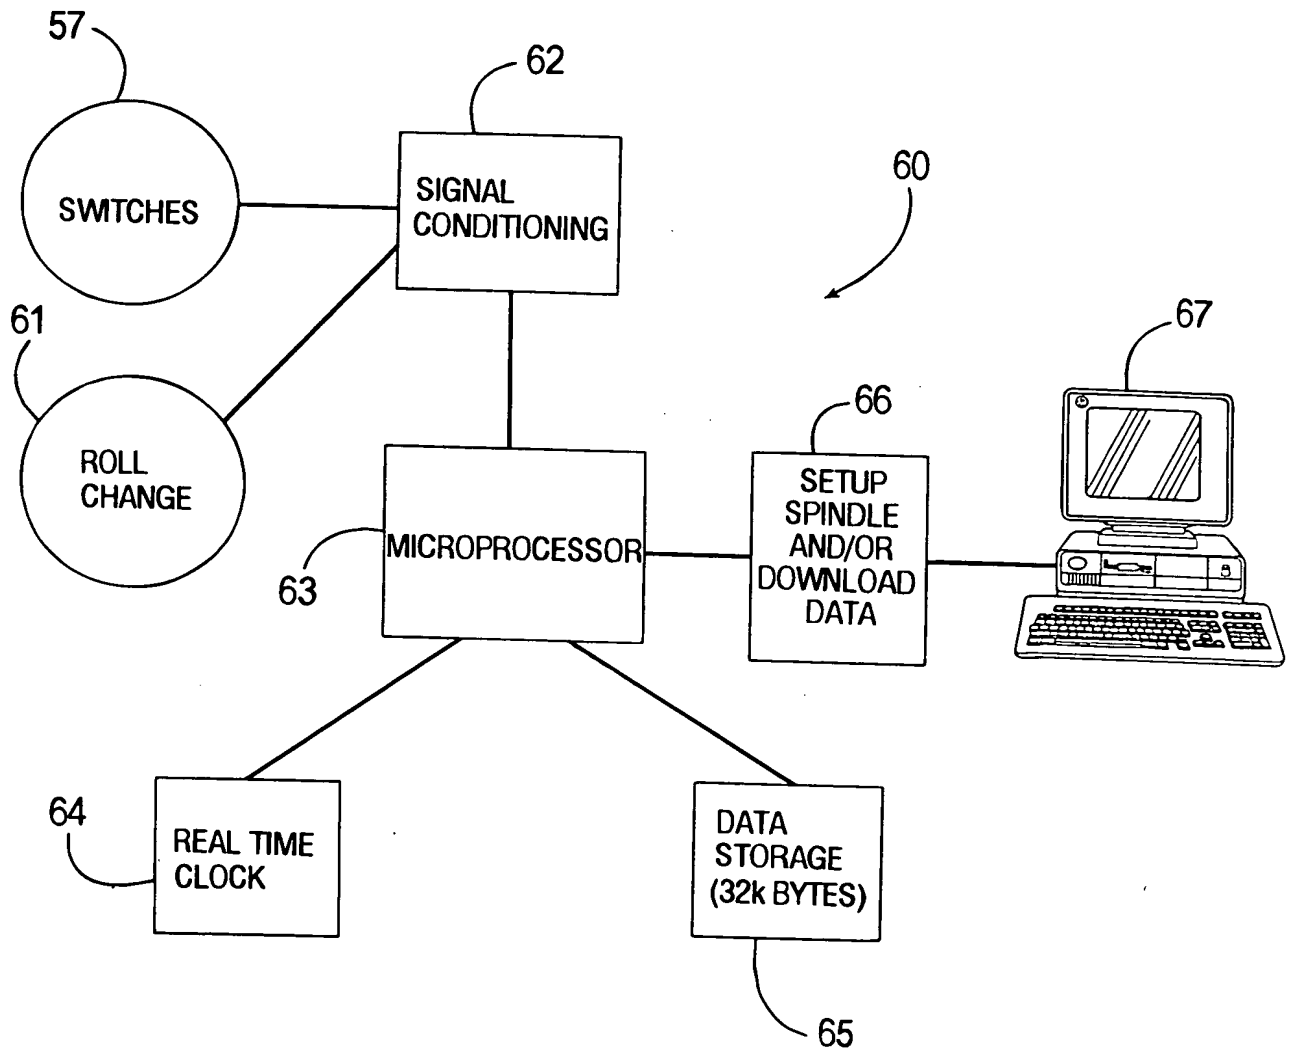 57
62
SWITCHES
SIGNAL
CONDITIONING
60
61
67
ROLL
CHANGE
66
SETUP
SPINDLE
AND/OR
DOWNLOAD
DATA
MICROPROCESSOR
63
64
REAL TIME
CLOCK
DATA
STORAGE
(32k BYTES)
65